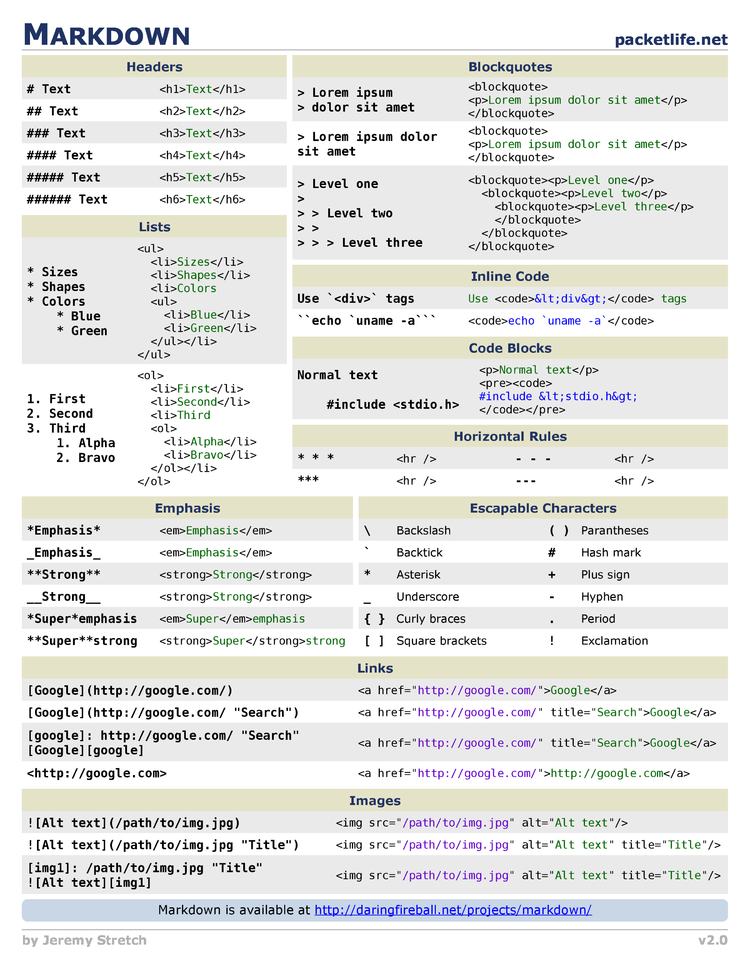 MARKDOWN
packetlife.net
Headers
# Text <h1>Text</h1>
## Text <h2>Text</h2>
### Text <h3>Text</h3>
#### Text <h4>Text</h4>
##### Text <h5>Text</h5>
###### Text <h6>Text</h6>
Lists
* Sizes
* Shapes
* Colors
    * Blue
    * Green
<ul>
  <li>Sizes</li>
  <li>Shapes</li>
  <li>Colors
  <ul>
    <li>Blue</li>
    <li>Green</li>
  </ul></li>
</ul>
1. First
2. Second
3. Third
    1. Alpha
    2. Bravo
<ol>
  <li>First</li>
  <li>Second</li>
  <li>Third
  <ol>
    <li>Alpha</li>
    <li>Bravo</li>
  </ol></li>
</ol>
Blockquotes
> Lorem ipsum
> dolor sit amet
<blockquote>
<p>Lorem ipsum dolor sit amet</p>
</blockquote>
> Lorem ipsum dolor
sit amet
<blockquote>
<p>Lorem ipsum dolor sit amet</p>
</blockquote>
> Level one
>
> > Level two
> >
> > > Level three
<blockquote><p>Level one</p>
  <blockquote><p>Level two</p>
    <blockquote><p>Level three</p>
    </blockquote>
  </blockquote>
</blockquote>
Inline Code
Use `<div>` tags Use <code>&lt;div&gt;</code> tags
``echo `uname -a``` <code>echo `uname -a`</code>
Code Blocks
Normal text
    #include <stdio.h>
<p>Normal text</p>
<pre><code>
#include &lt;stdio.h&gt;
</code></pre>
Horizontal Rules
* * * <hr /> - - - <hr />
*** <hr /> --- <hr />
Emphasis
*Emphasis* <em>Emphasis</em>
_Emphasis_ <em>Emphasis</em>
**Strong** <strong>Strong</strong>
__Strong__ <strong>Strong</strong>
*Super*emphasis <em>Super</em>emphasis
**Super**strong <strong>Super</strong>strong
Escapable Characters
\ Backslash ( ) Parantheses
` Backtick # Hash mark
* Asterisk + Plus sign
_ Underscore - Hyphen
{ } Curly braces . Period
[ ] Square brackets ! Exclamation
Links
[Google](http://google.com/) <a href="http://google.com/">Google</a>
[Google](http://google.com/ "Search") <a href="http://google.com/" title="Search">Google</a>
[google]: http://google.com/ "Search"
[Google][google]
<a href="http://google.com/" title="Search">Google</a>
<http://google.com> <a href="http://google.com/">http://google.com</a>
Images
![Alt text](/path/to/img.jpg) <img src="/path/to/img.jpg" alt="Alt text"/>
![Alt text](/path/to/img.jpg "Title") <img src="/path/to/img.jpg" alt="Alt text" title="Title"/>
[img1]: /path/to/img.jpg "Title"
![Alt text][img1]
<img src="/path/to/img.jpg" alt="Alt text" title="Title"/>
Markdown is available at http://daringfireball.net/projects/markdown/
by Jeremy Stretch
v2.0